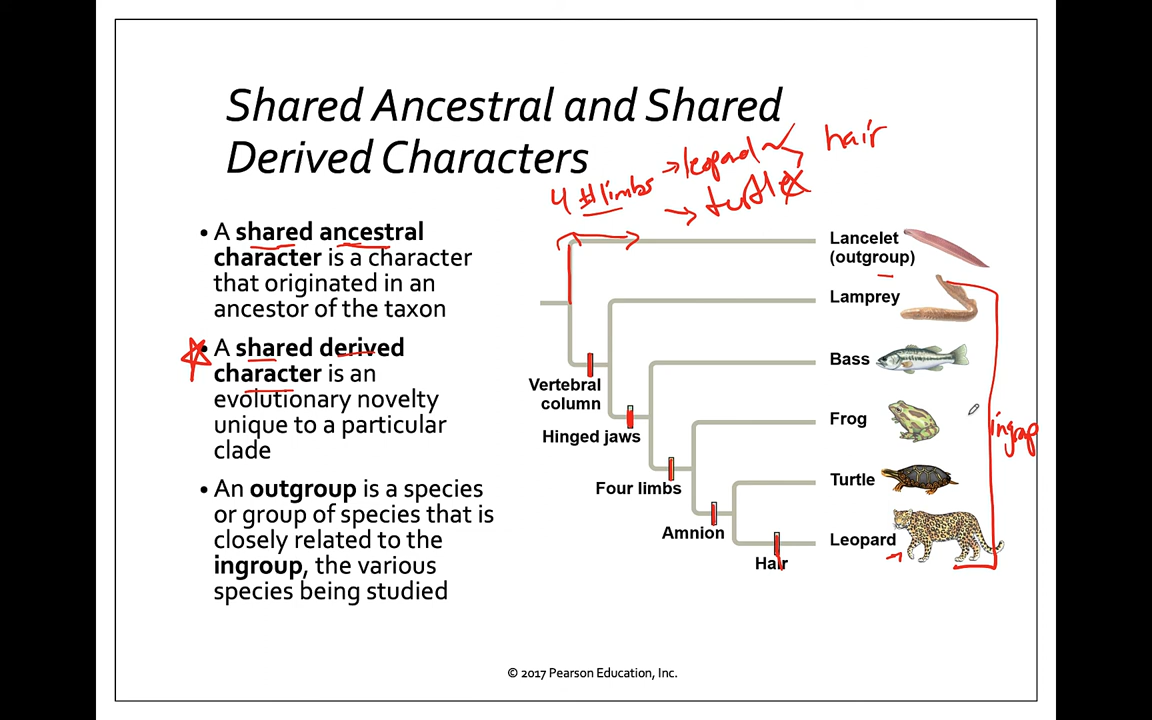 Shared Ancestral and Shared
Derived Characters
hair
4 limbs → leopard
→ turtle
• A shared ancestral
character is a character
that originated in an
ancestor of the taxon
• A shared derived
character is an
evolutionary novelty
unique to a particular
clade
• An outgroup is a species
or group of species that is
closely related to the
ingroup, the various
species being studied
Lancelet
(outgroup)
Lamprey
Bass
Vertebral
column
Frog
ingroup
Hinged jaws
Turtle
Four limbs
Amnion
Leopard
Hair
© 2017 Pearson Education, Inc.